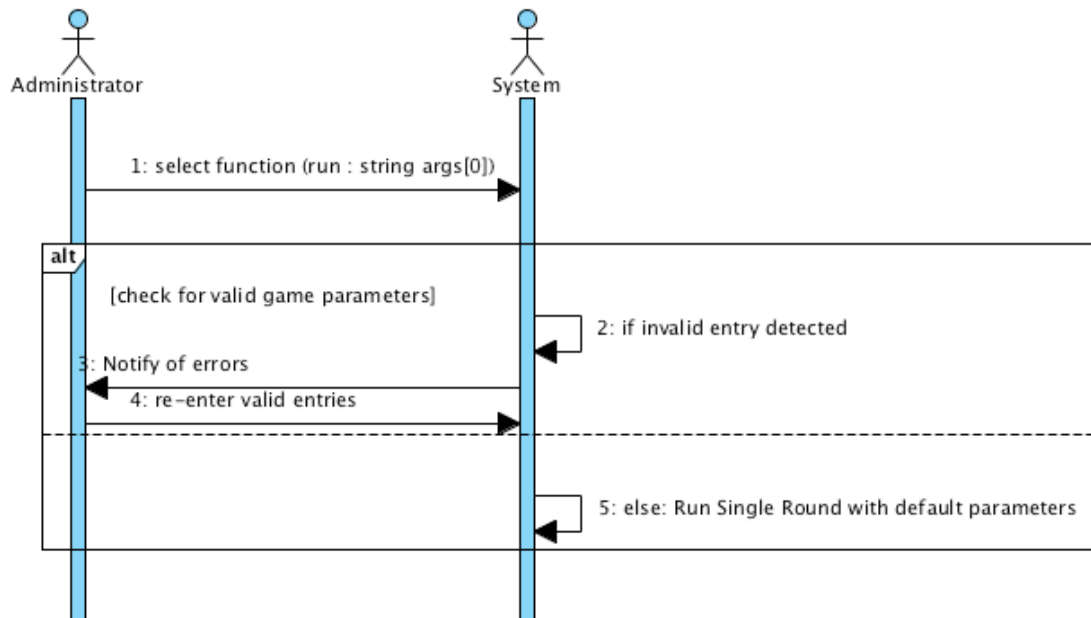 Administrator
System
1: select function (run : string args[0])
alt
[check for valid game parameters]
2: if invalid entry detected
3: Notify of errors
4: re-enter valid entries
5: else: Run Single Round with default parameters